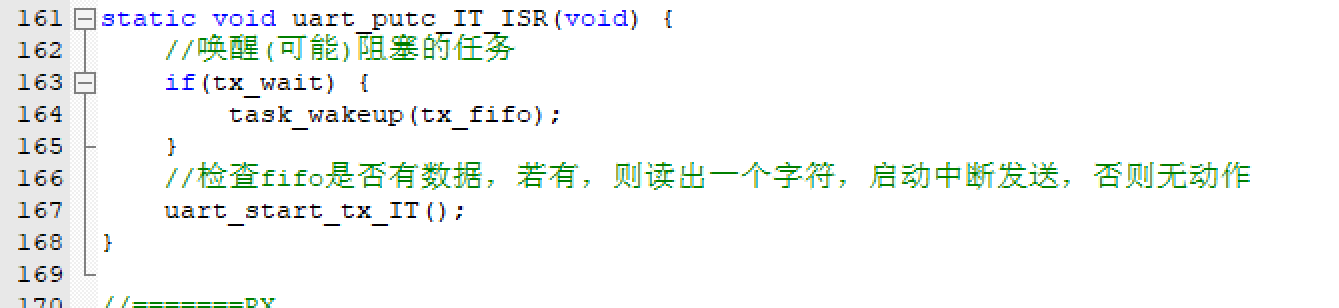 161 static void uart_putc_IT_ISR(void) {
162 //唤醒(可能)阻塞的任务
163 if(tx_wait) {
164 task_wakeup(tx_fifo);
165 }
166 //检查fifo是否有数据，若有，则读出一个字符，启动中断发送，否则无动作
167 uart_start_tx_IT();
168 }
169
170 //=======RX